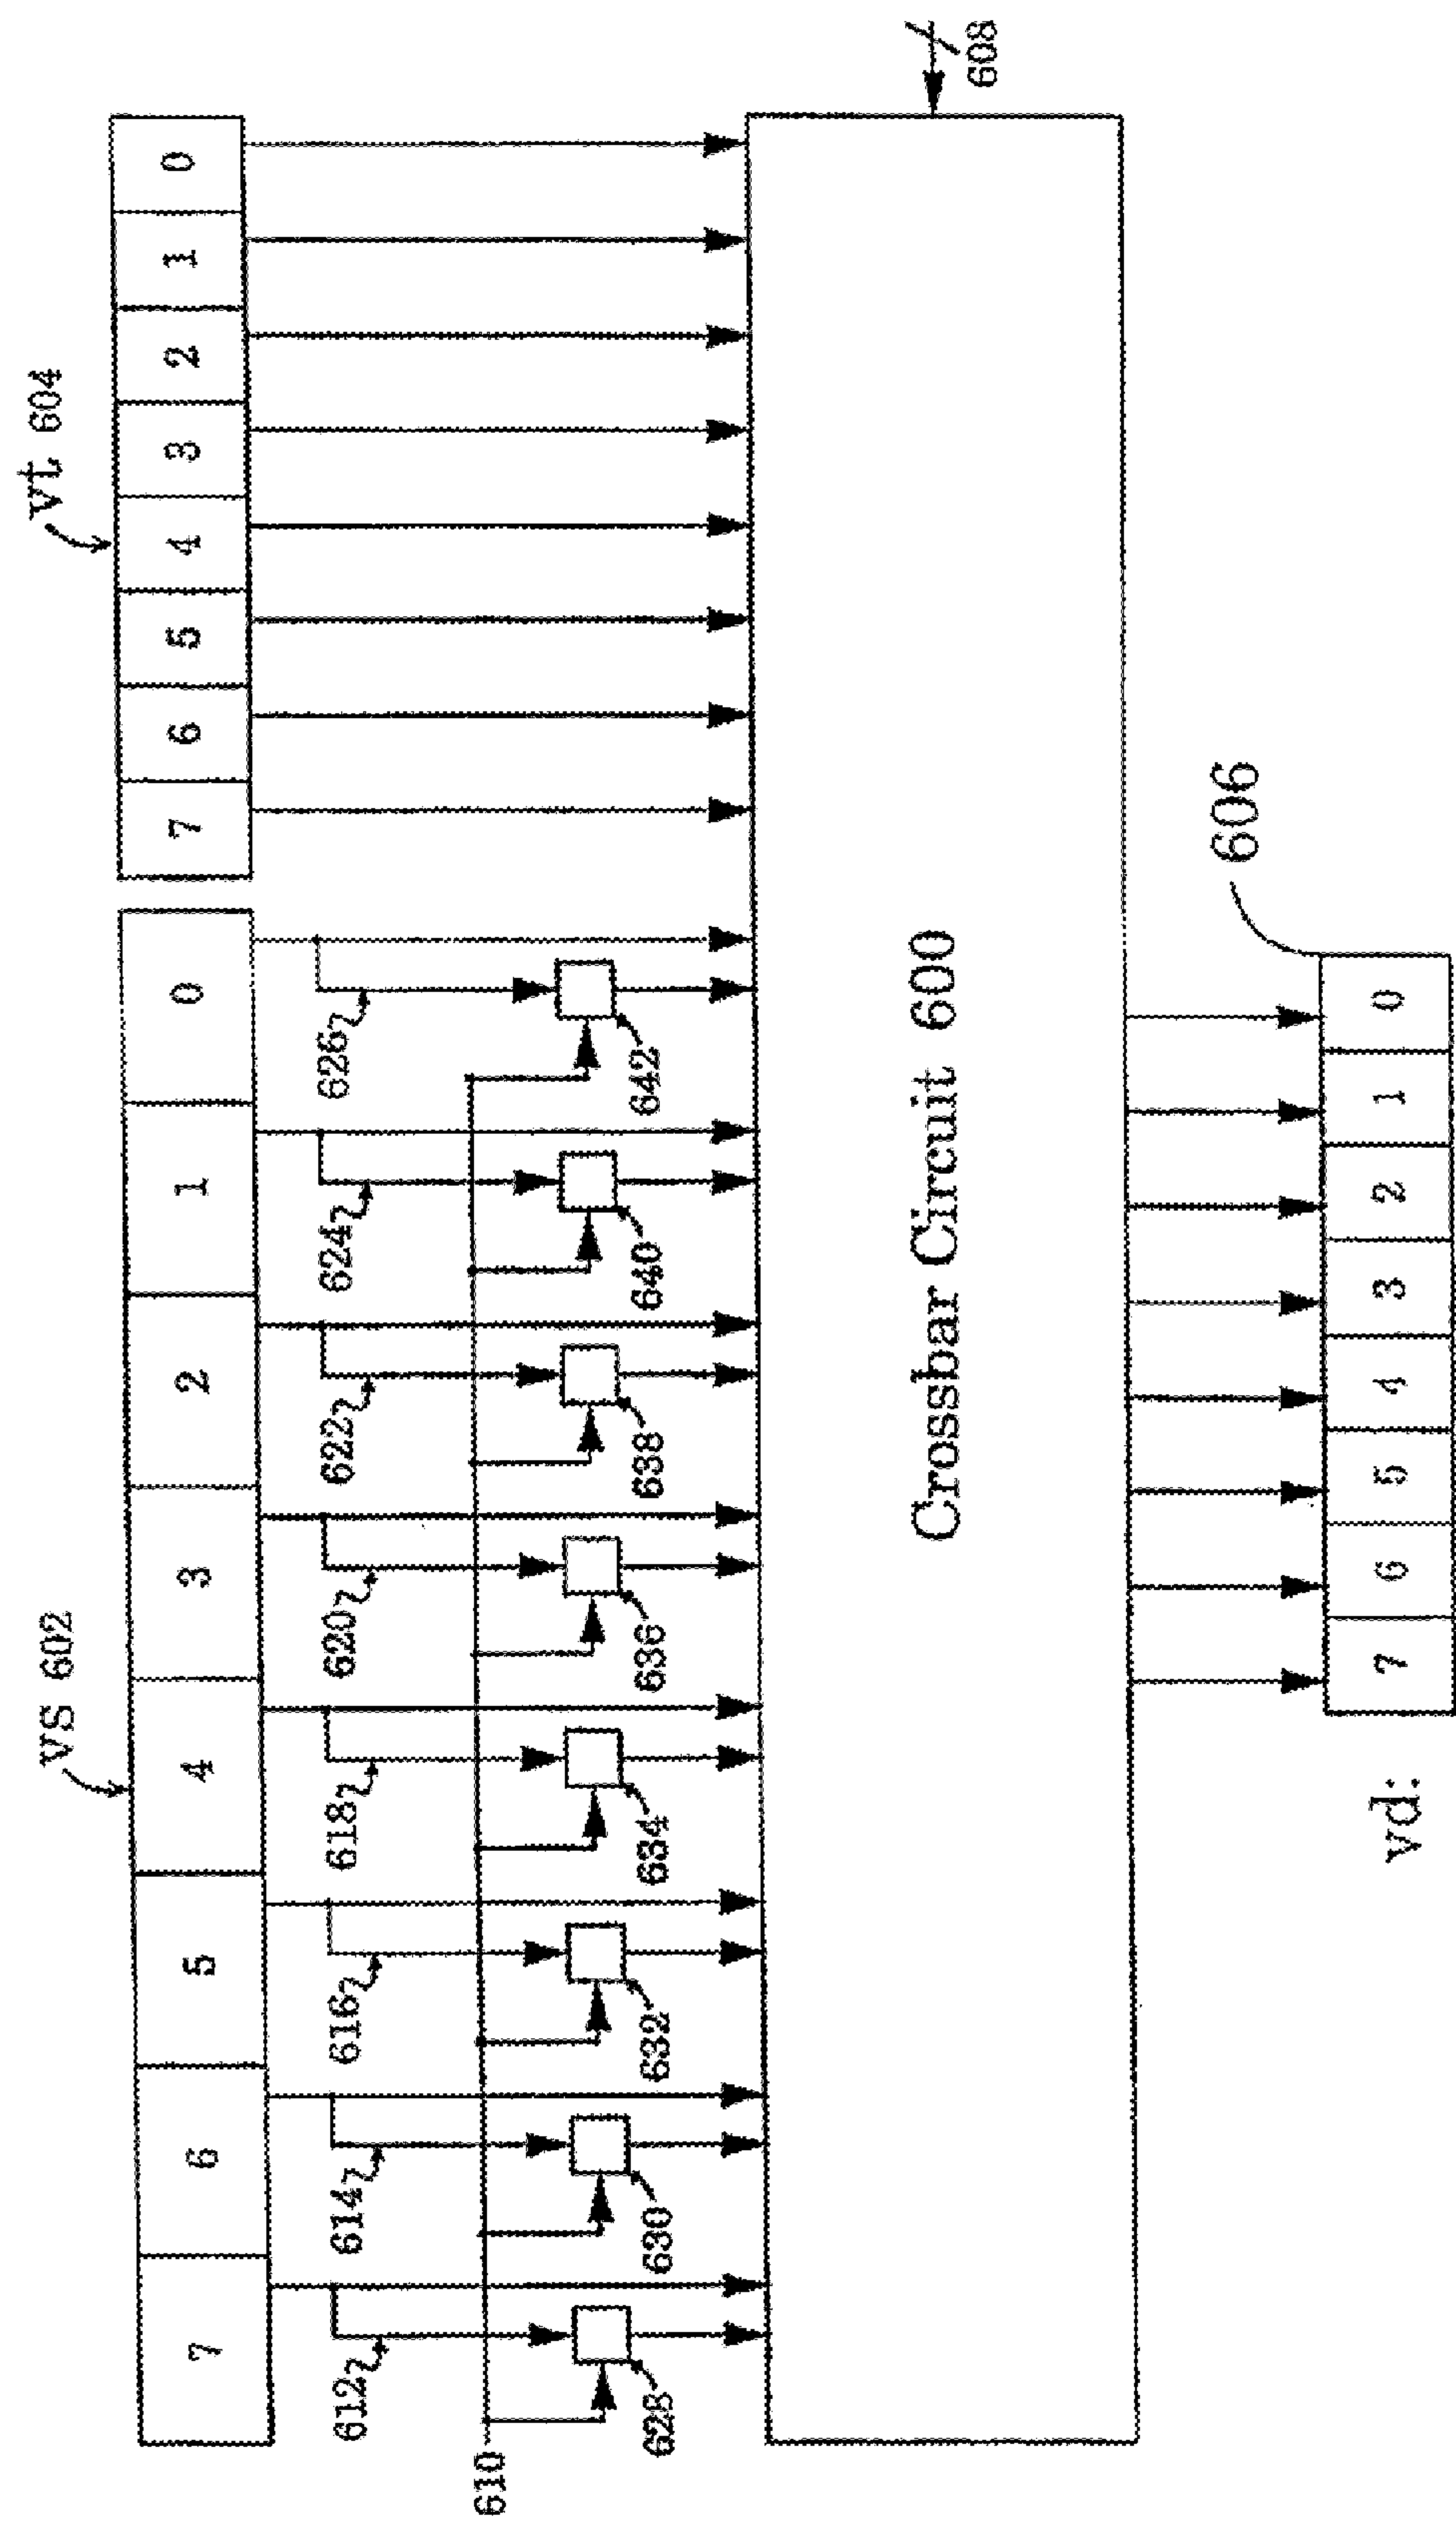 vs 602
vt 604
7 6 5 4 3 2 1 0
7 6 5 4 3 2 1 0
612 614 616 618 620 622 624 626
610
628 630 632 634 636 638 640 642
Crossbar Circuit 600
608
606
vd: 7 6 5 4 3 2 1 0